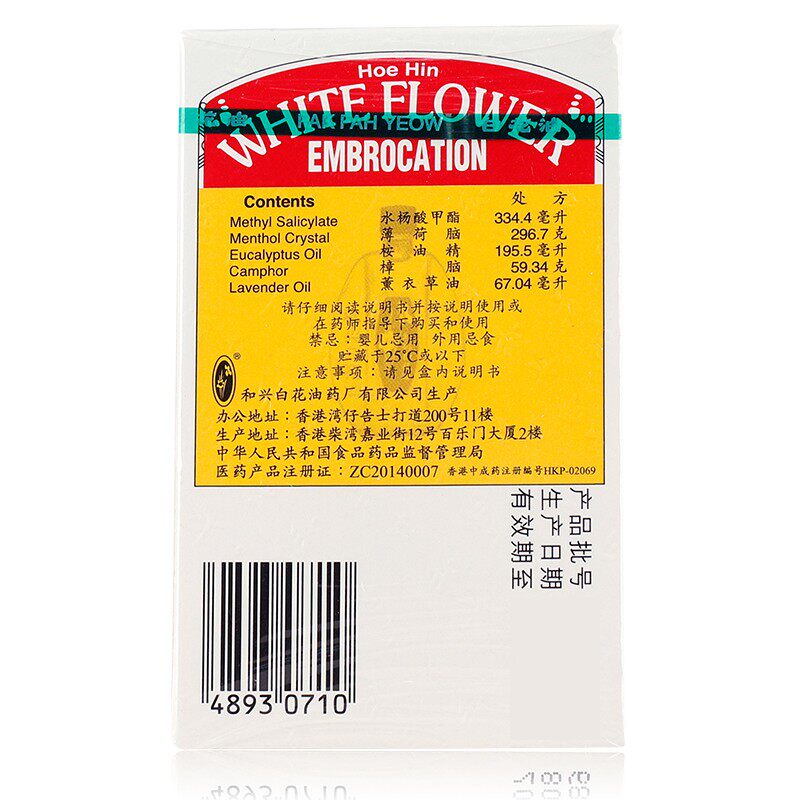 Hoe Hin
WHITE FLOWER
PAK PAH YEOW
EMBROCATION
Contents 处 方
Methyl Salicylate 水杨酸甲酯 334.4 毫升
Menthol Crystal 薄荷脑 296.7 克
Eucalyptus Oil 桉油精 195.5 毫升
Camphor 樟脑 59.34 克
Lavender Oil 薰衣草油 67.04 毫升
请仔细阅读说明书并按说明使用或
在药师指导下购买和使用
禁忌：婴儿忌用 外用忌食
贮藏于25℃或以下
注意事项：请见盒内说明书
®
和兴白花油药厂有限公司生产
办公地址：香港湾仔告士打道200号11楼
生产地址：香港柴湾嘉业街12号百乐门大厦2楼
中华人民共和国食品药品监督管理局
医药产品注册证：ZC20140007 香港中成药注册编号HKP-02069
产品批号
生产日期
有效期至
4893 0710